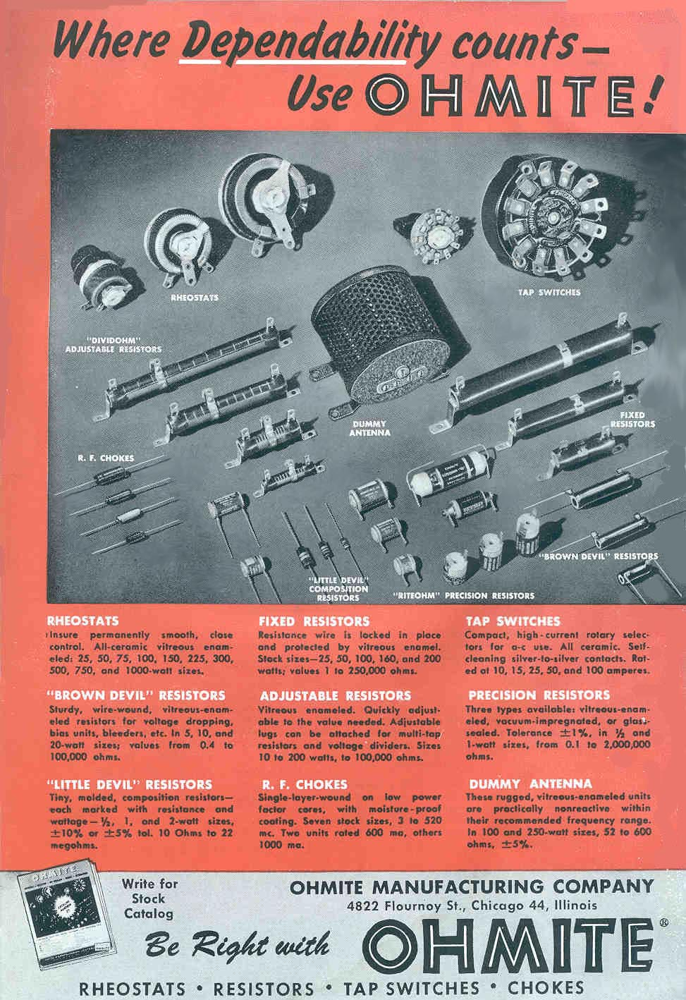 Where Dependability counts—
Use OHMITE!
RHEOSTATS
TAP SWITCHES
"DIVIDOHM"
ADJUSTABLE RESISTORS
DUMMY
ANTENNA
FIXED
RESISTORS
R. F. CHOKES
"BROWN DEVIL" RESISTORS
"LITTLE DEVIL"
COMPOSITION
RESISTORS
"RITEOHM" PRECISION RESISTORS
RHEOSTATS
Insure permanently smooth, close
control. All-ceramic vitreous enam-
eled: 25, 50, 75, 100, 150, 225, 300,
500, 750, and 1000-watt sizes.
FIXED RESISTORS
Resistance wire is locked in place
and protected by vitreous enamel.
Stock sizes—25, 50, 100, 160, and 200
watts; values 1 to 250,000 ohms.
TAP SWITCHES
Compact, high-current rotary selec-
tors for a-c use. All ceramic. Self-
cleaning silver-to-silver contacts. Rat-
ed at 10, 15, 25, 50, and 100 amperes.
"BROWN DEVIL" RESISTORS
Sturdy, wire-wound, vitreous-enam-
eled resistors for voltage dropping,
bias units, bleeders, etc. In 5, 10, and
20-watt sizes; values from 0.4 to
100,000 ohms.
ADJUSTABLE RESISTORS
Vitreous enameled. Quickly adjust-
able to the value needed. Adjustable
lugs can be attached for multi-tap
resistors and voltage dividers. Sizes
10 to 200 watts, to 100,000 ohms.
PRECISION RESISTORS
Three types available: vitreous-enam-
eled, vacuum-impregnated, or glass-
sealed. Tolerance ±1%, in ½ and
1-watt sizes, from 0.1 to 2,000,000
ohms.
"LITTLE DEVIL" RESISTORS
Tiny, molded, composition resistors—
each marked with resistance and
wattage—½, 1, and 2-watt sizes,
±10% or ±5% tol. 10 Ohms to 22
megohms.
R. F. CHOKES
Single-layer-wound on low power
factor cores, with moisture-proof
coating. Seven stock sizes, 3 to 520
mc. Two units rated 600 ma, others
1000 ma.
DUMMY ANTENNA
These rugged, vitreous-enameled units
are practically nonreactive within
their recommended frequency range.
In 100 and 250-watt sizes, 52 to 600
ohms, ±5%.
OHMITE
Write for
Stock
Catalog
OHMITE MANUFACTURING COMPANY
4822 Flournoy St., Chicago 44, Illinois
Be Right with OHMITE®
RHEOSTATS • RESISTORS • TAP SWITCHES • CHOKES